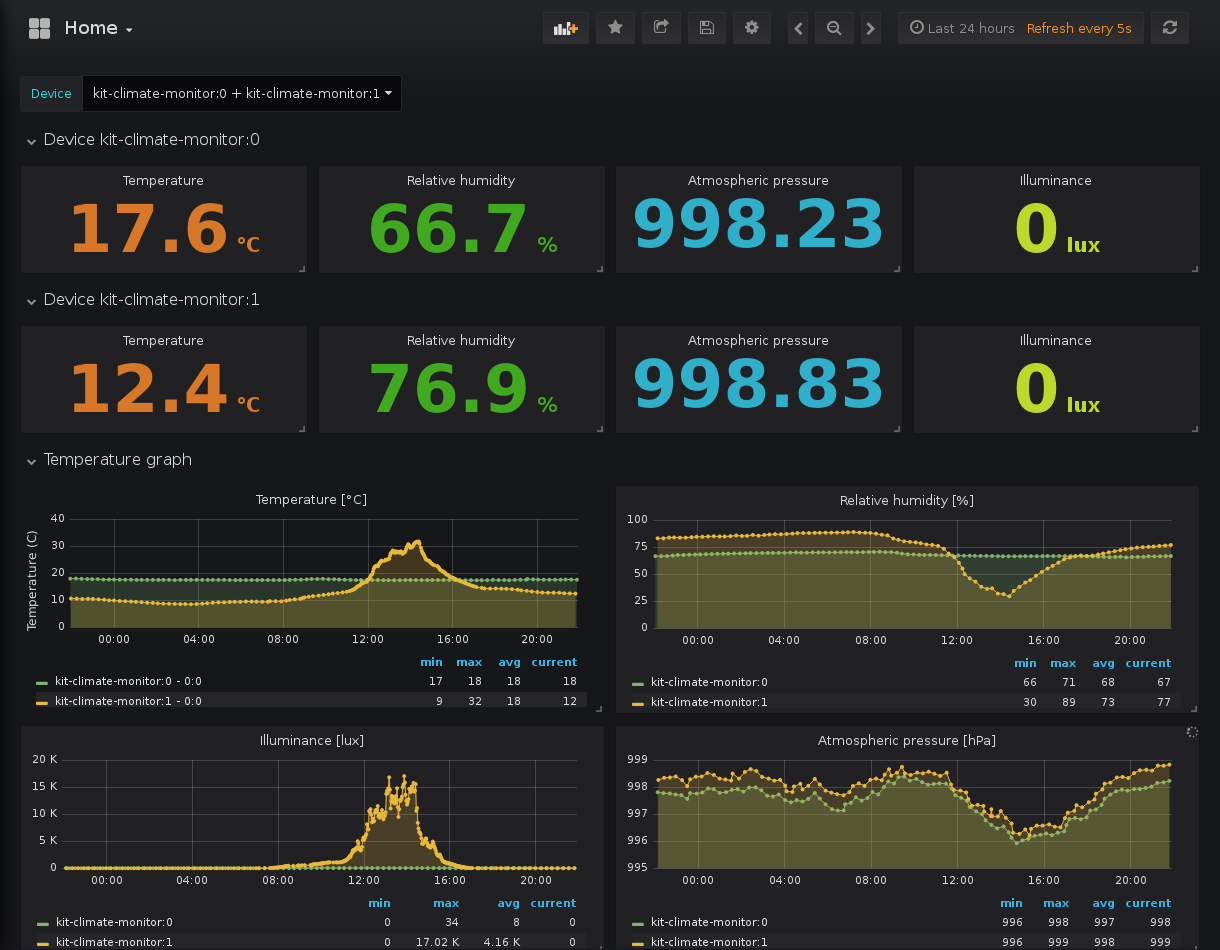 Home
Last 24 hours Refresh every 5s
Device kit-climate-monitor:0 + kit-climate-monitor:1
Device kit-climate-monitor:0
Temperature Relative humidity Atmospheric pressure Illuminance
17.6 °C 66.7 % 998.23 0 lux
Device kit-climate-monitor:1
Temperature Relative humidity Atmospheric pressure Illuminance
12.4 °C 76.9 % 998.83 0 lux
Temperature graph
Temperature [°C]
Temperature (C)
40
30
20
10
0
00:00 04:00 08:00 12:00 16:00 20:00
min max avg current
kit-climate-monitor:0 - 0:0 17 18 18 18
kit-climate-monitor:1 - 0:0 9 32 18 12
Relative humidity [%]
100
75
50
25
0
00:00 04:00 08:00 12:00 16:00 20:00
min max avg current
kit-climate-monitor:0 66 71 68 67
kit-climate-monitor:1 30 89 73 77
Illuminance [lux]
20 K
15 K
10 K
5 K
0
00:00 04:00 08:00 12:00 16:00 20:00
min max avg current
kit-climate-monitor:0 0 34 8 0
kit-climate-monitor:1 0 17.02 K 4.16 K 0
Atmospheric pressure [hPa]
999
998
997
996
995
00:00 04:00 08:00 12:00 16:00 20:00
min max avg current
kit-climate-monitor:0 996 998 997 998
kit-climate-monitor:1 996 999 998 999